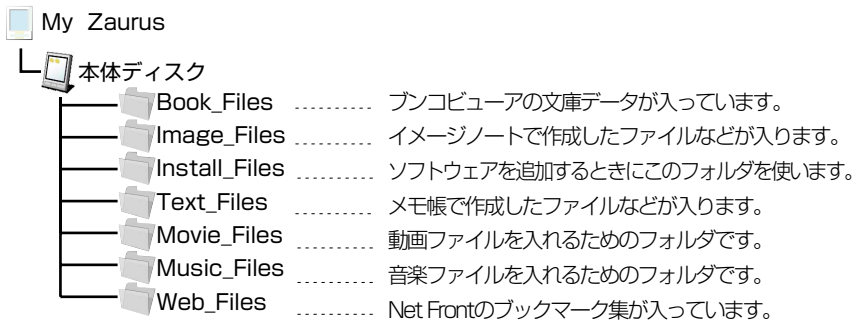 My Zaurus
本体ディスク
Book_Files .......... ブンコビューアの文庫データが入っています。
Image_Files .......... イメージノートで作成したファイルなどが入ります。
Install_Files .......... ソフトウェアを追加するときにこのフォルダを使います。
Text_Files .......... メモ帳で作成したファイルなどが入ります。
Movie_Files .......... 動画ファイルを入れるためのフォルダです。
Music_Files .......... 音楽ファイルを入れるためのフォルダです。
Web_Files .......... Net Frontのブックマーク集が入っています。